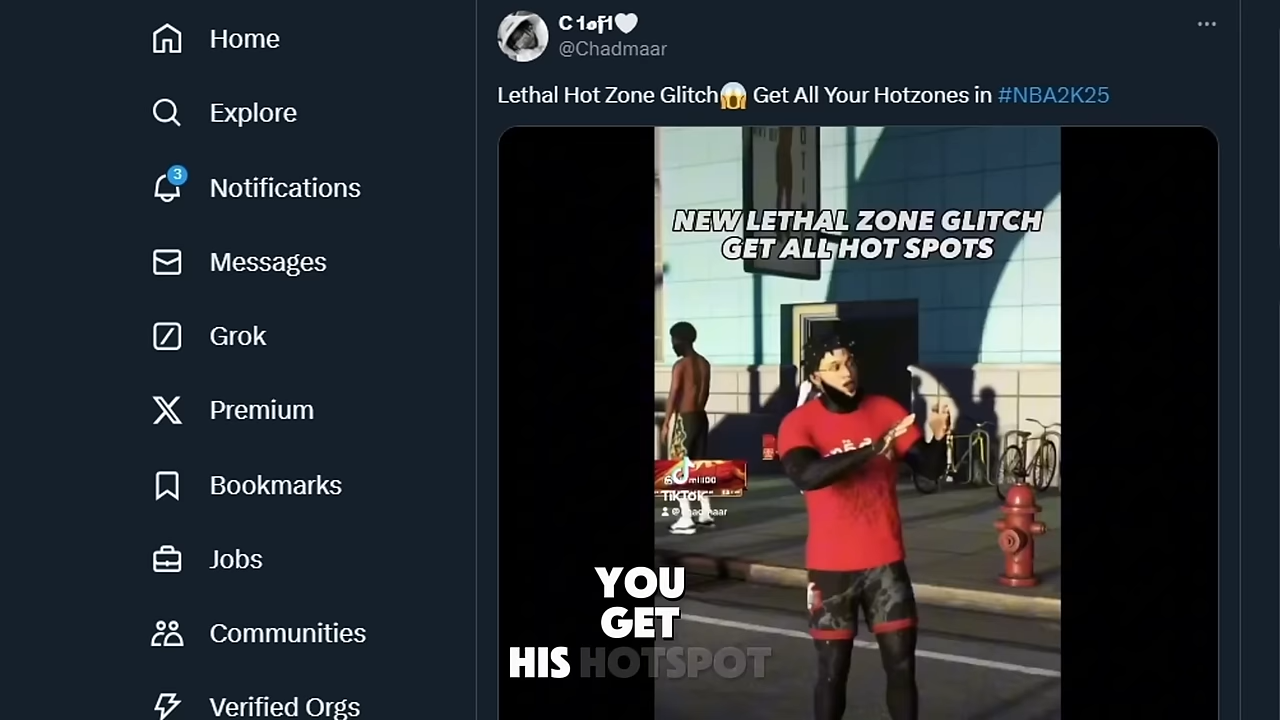 Home
Explore
3
Notifications
Messages
Grok
Premium
Bookmarks
Jobs
Communities
Verified Orgs
@Chadmaar
Lethal Hot Zone Glitch😱 Get All Your Hotzones in #NBA2K25
NEW LETHAL ZONE GLITCH
GET ALL HOT SPOTS
TikTok
YOU
GET
HIS HOTSPOT